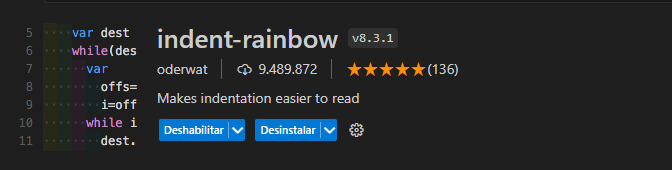 indent-rainbow v8.3.1
oderwat | 9.489.872 | ★★★★★(136)
Makes indentation easier to read
Deshabilitar Desinstalar
5 var dest
6 while(des
7 var
8 offs=
9 i=off
10 while i
11 dest.